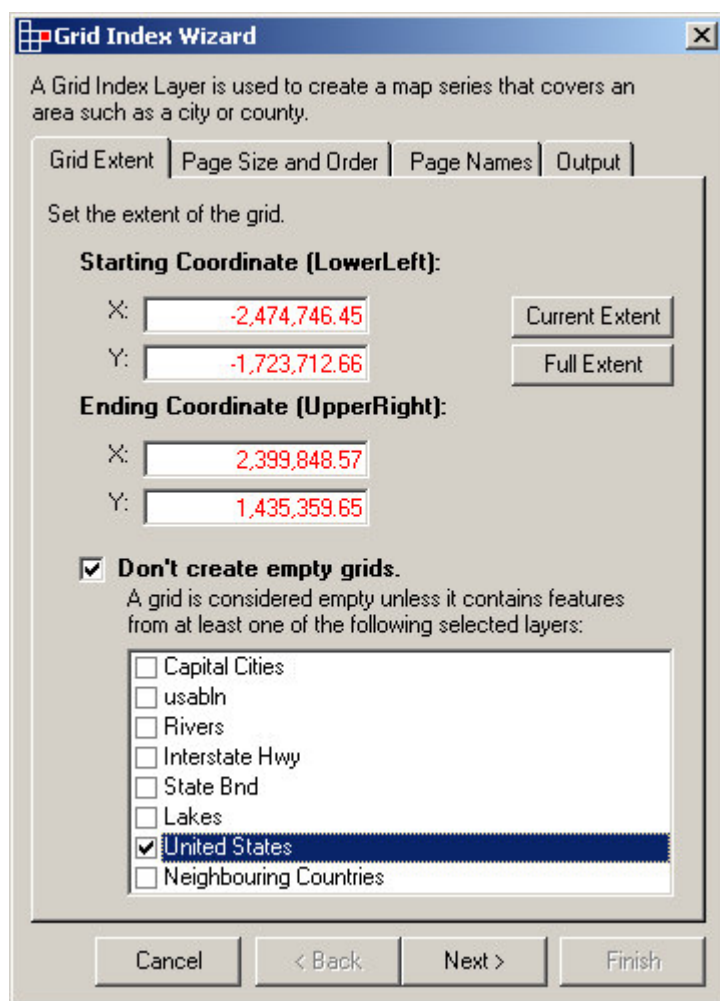 Grid Index Wizard
A Grid Index Layer is used to create a map series that covers an
area such as a city or county.
Grid Extent Page Size and Order Page Names Output
Set the extent of the grid.
Starting Coordinate (LowerLeft):
X: -2,474,746.45 Current Extent
Y: -1,723,712.66 Full Extent
Ending Coordinate (UpperRight):
X: 2,399,848.57
Y: 1,435,359.65
Don't create empty grids.
A grid is considered empty unless it contains features
from at least one of the following selected layers:
Capital Cities
usabln
Rivers
Interstate Hwy
State Bnd
Lakes
United States
Neighbouring Countries
Cancel < Back Next > Finish